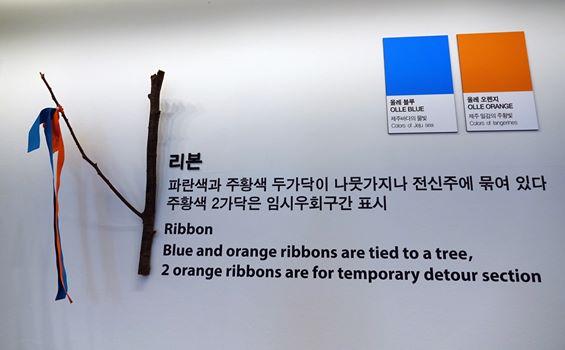 올레 블루
OLLE BLUE
제주바다의 물빛
Colors of Jeju sea
올레 오렌지
OLLE ORANGE
제주 밀감의 주황빛
Colors of tangerines
리본
파란색과 주황색 두가닥이 나뭇가지나 전신주에 묶여 있다
주황색 2가닥은 임시우회구간 표시
Ribbon
Blue and orange ribbons are tied to a tree,
2 orange ribbons are for temporary detour section